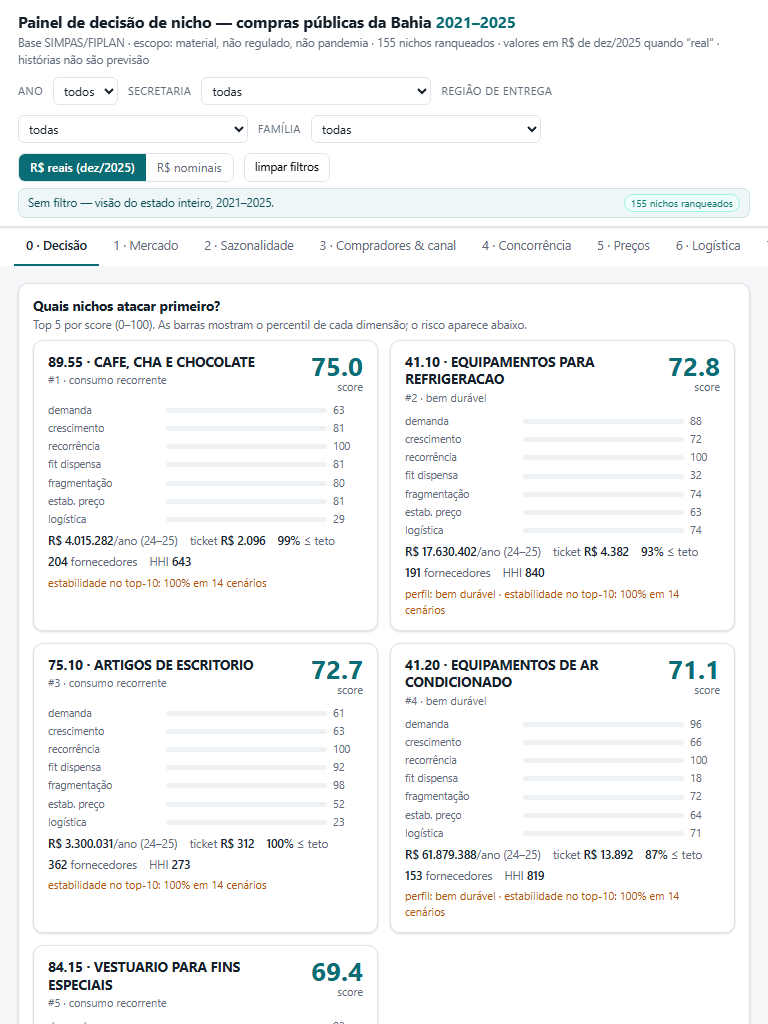 Painel de decisão de nicho — compras públicas da Bahia 2021–2025
Base SIMPAS/FIPLAN · escopo: material, não regulado, não pandemia · 155 nichos ranqueados · valores em R$ de dez/2025 quando “real” ·
histórias não são previsão
ANO todos SECRETARIA todas REGIÃO DE ENTREGA
todas FAMÍLIA todas
R$ reais (dez/2025) R$ nominais limpar filtros
Sem filtro — visão do estado inteiro, 2021–2025. 155 nichos ranqueados
0 · Decisão 1 · Mercado 2 · Sazonalidade 3 · Compradores & canal 4 · Concorrência 5 · Preços 6 · Logística
Quais nichos atacar primeiro?
Top 5 por score (0–100). As barras mostram o percentil de cada dimensão; o risco aparece abaixo.
89.55 · CAFE, CHA E CHOCOLATE 75.0
#1 · consumo recorrente score
demanda 63
crescimento 81
recorrência 100
fit dispensa 81
fragmentação 80
estab. preço 81
logística 29
R$ 4.015.282/ano (24–25) ticket R$ 2.096 99% ≤ teto
204 fornecedores HHI 643
estabilidade no top-10: 100% em 14 cenários
41.10 · EQUIPAMENTOS PARA 72.8
REFRIGERACAO score
#2 · bem durável
demanda 88
crescimento 72
recorrência 100
fit dispensa 32
fragmentação 74
estab. preço 63
logística 74
R$ 17.630.402/ano (24–25) ticket R$ 4.382 93% ≤ teto
191 fornecedores HHI 840
perfil: bem durável · estabilidade no top-10: 100% em 14
cenários
75.10 · ARTIGOS DE ESCRITORIO 72.7
#3 · consumo recorrente score
demanda 61
crescimento 63
recorrência 100
fit dispensa 92
fragmentação 98
estab. preço 52
logística 23
R$ 3.300.031/ano (24–25) ticket R$ 312 100% ≤ teto
362 fornecedores HHI 273
estabilidade no top-10: 100% em 14 cenários
41.20 · EQUIPAMENTOS DE AR 71.1
CONDICIONADO score
#4 · bem durável
demanda 96
crescimento 66
recorrência 100
fit dispensa 18
fragmentação 72
estab. preço 64
logística 71
R$ 61.879.388/ano (24–25) ticket R$ 13.892 87% ≤ teto
153 fornecedores HHI 819
perfil: bem durável · estabilidade no top-10: 100% em 14
cenários
84.15 · VESTUARIO PARA FINS 69.4
ESPECIAIS score
#5 · consumo recorrente